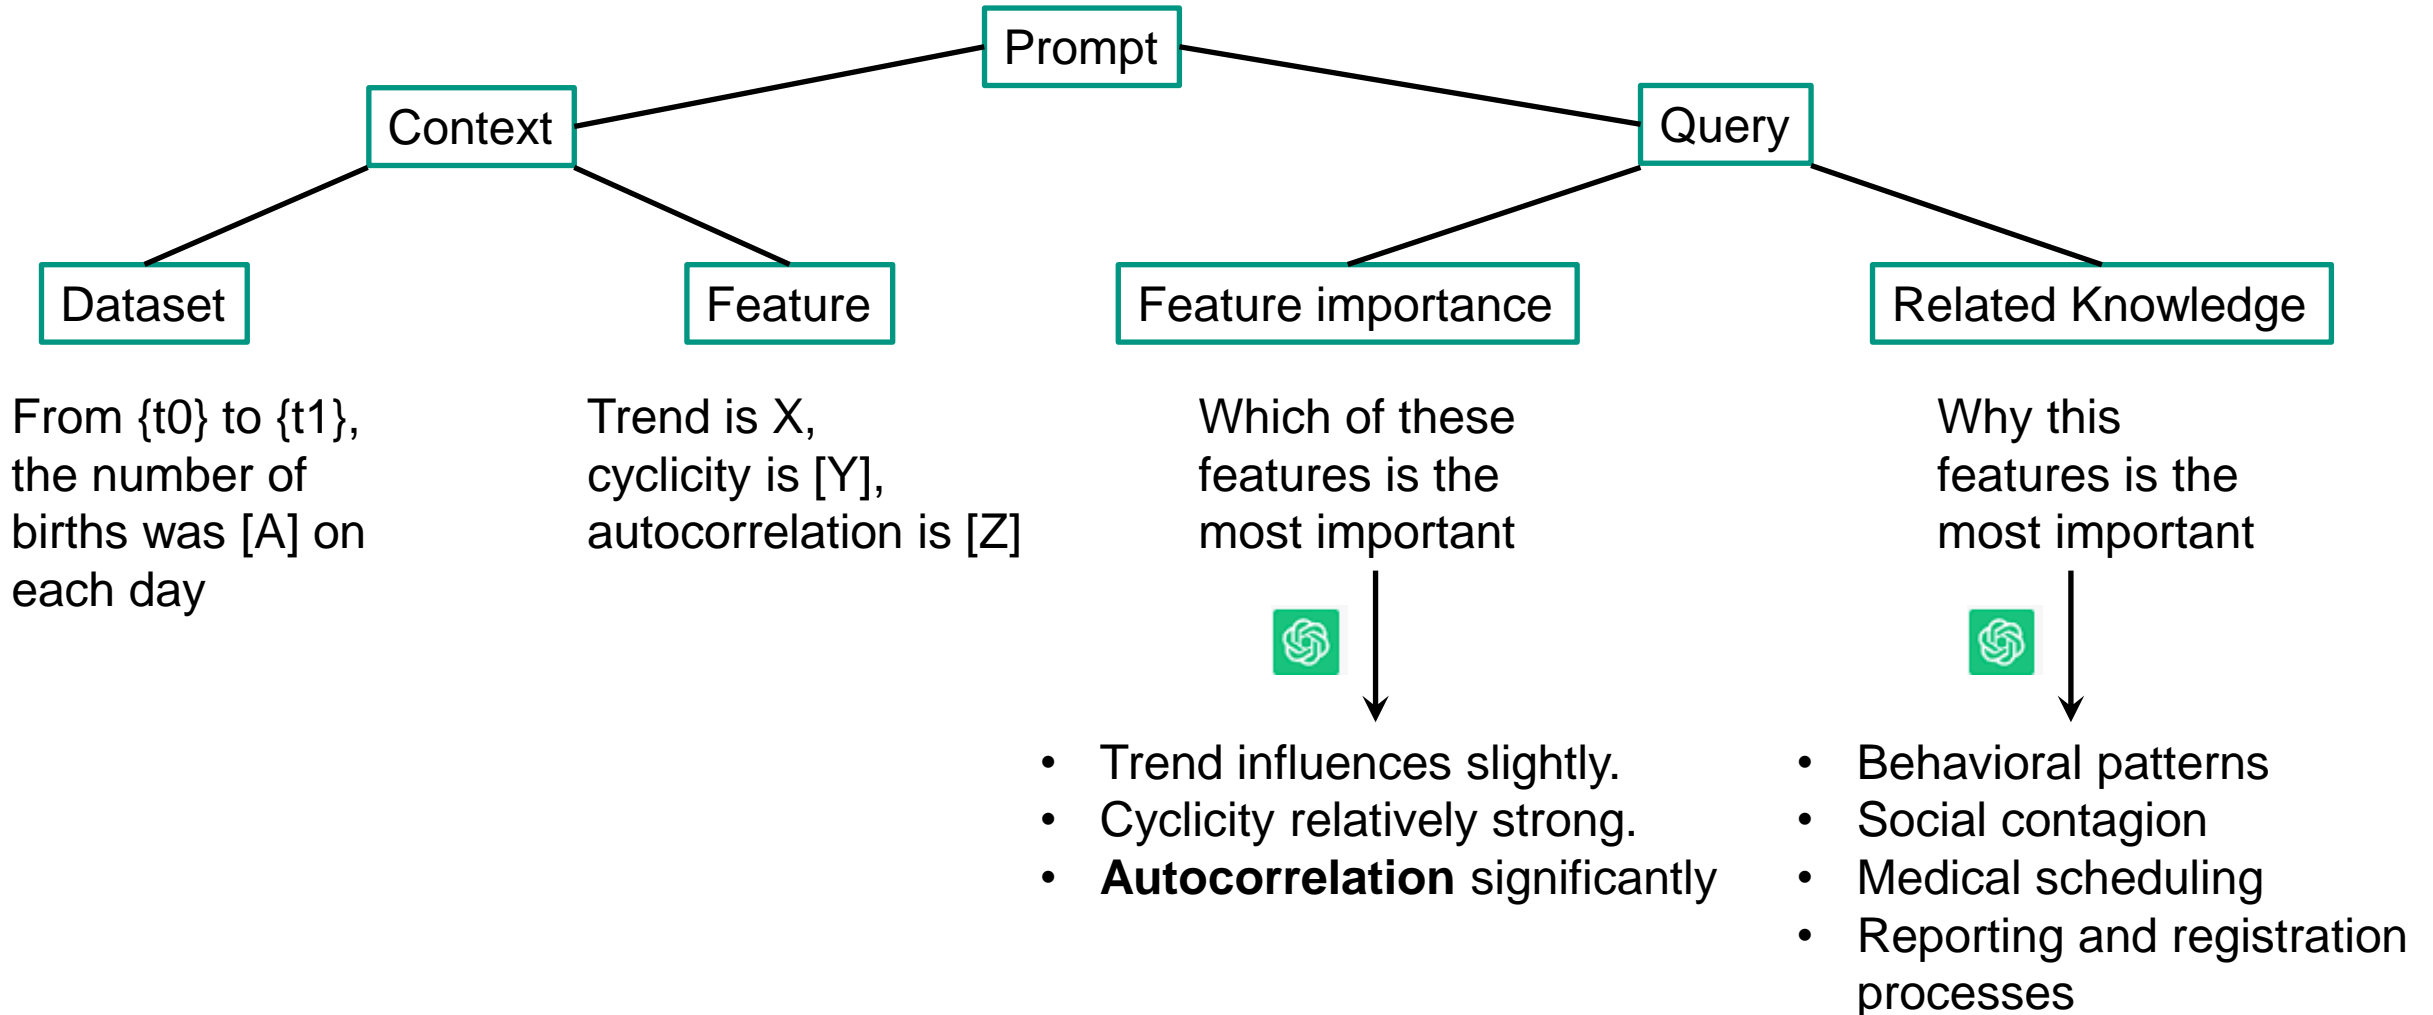 Prompt
Context
Query
Dataset
Feature
Feature importance
Related Knowledge
From {t0} to {t1},
the number of
births was [A] on
each day
Trend is X,
cyclicity is [Y],
autocorrelation is [Z]
Which of these
features is the
most important
Why this
features is the
most important
• Trend influences slightly.
• Cyclicity relatively strong.
• Autocorrelation significantly
• Behavioral patterns
• Social contagion
• Medical scheduling
• Reporting and registration
processes